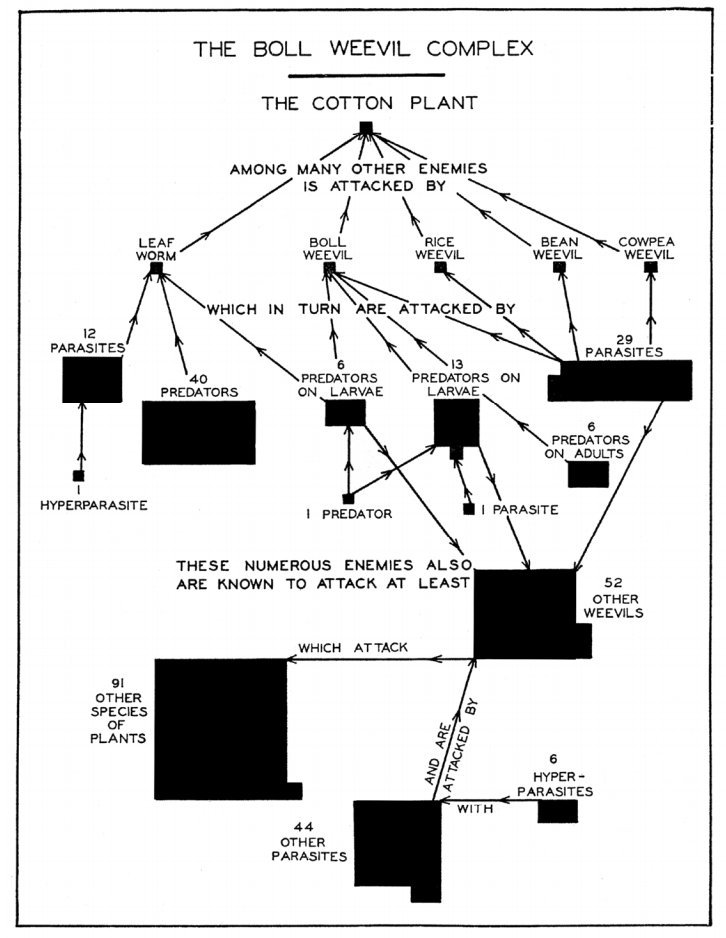 THE BOLL WEEVIL COMPLEX
THE COTTON PLANT
AMONG MANY OTHER ENEMIES
IS ATTACKED BY
LEAF
WORM
BOLL
WEEVIL
RICE
WEEVIL
BEAN
WEEVIL
COWPEA
WEEVIL
WHICH IN TURN ARE ATTACKED BY
12
PARASITES
40
PREDATORS
6
PREDATORS
ON LARVAE
13
PREDATORS ON
LARVAE
29
PARASITES
6
PREDATORS
ON ADULTS
1
HYPERPARASITE
1 PREDATOR
1 PARASITE
THESE NUMEROUS ENEMIES ALSO
ARE KNOWN TO ATTACK AT LEAST
52
OTHER
WEEVILS
WHICH ATTACK
91
OTHER
SPECIES
OF
PLANTS
AND ARE
ATTACKED BY
6
HYPER-
PARASITES
WITH
44
OTHER
PARASITES